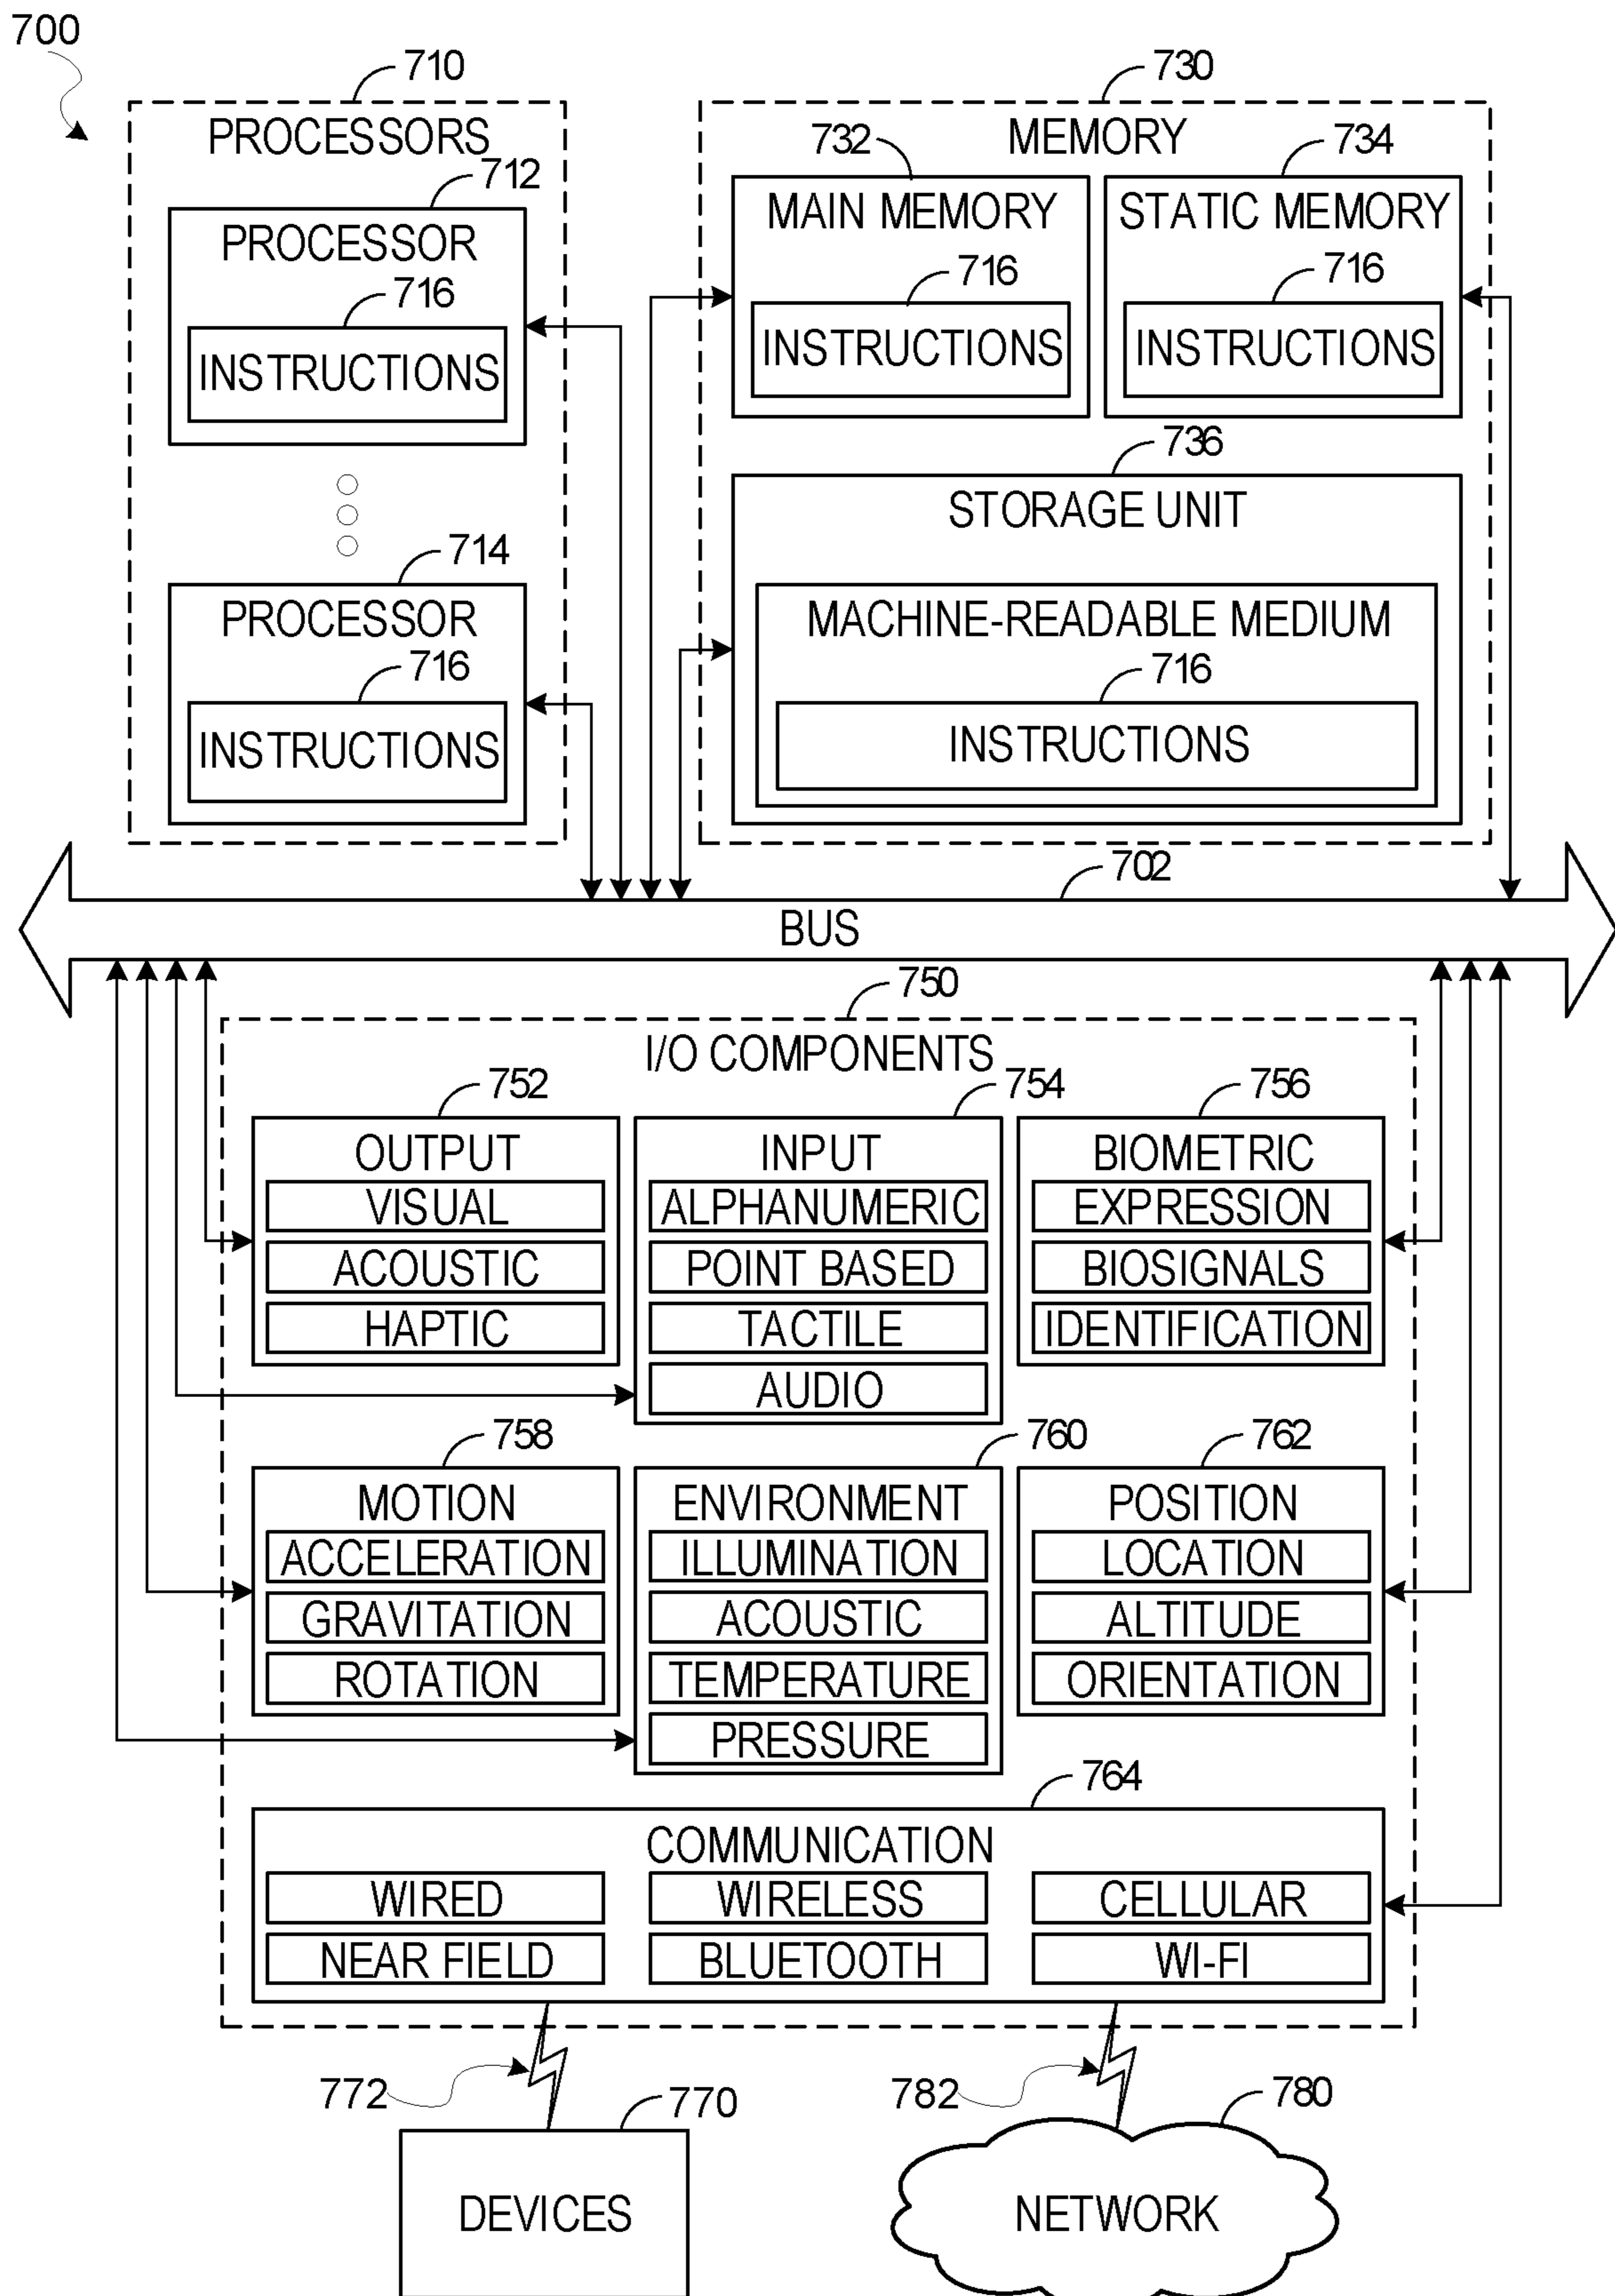 700
710
730
PROCESSORS
732
MEMORY
734
712
PROCESSOR
MAIN MEMORY
STATIC MEMORY
716
716
716
INSTRUCTIONS
INSTRUCTIONS
INSTRUCTIONS
736
STORAGE UNIT
714
PROCESSOR
MACHINE-READABLE MEDIUM
716
716
INSTRUCTIONS
INSTRUCTIONS
702
BUS
750
I/O COMPONENTS
752
754
756
OUTPUT
INPUT
BIOMETRIC
VISUAL
ALPHANUMERIC
EXPRESSION
ACOUSTIC
POINT BASED
BIOSIGNALS
HAPTIC
TACTILE
IDENTIFICATION
AUDIO
758
760
762
MOTION
ENVIRONMENT
POSITION
ACCELERATION
ILLUMINATION
LOCATION
GRAVITATION
ACOUSTIC
ALTITUDE
ROTATION
TEMPERATURE
ORIENTATION
PRESSURE
764
COMMUNICATION
WIRED
WIRELESS
CELLULAR
NEAR FIELD
BLUETOOTH
WI-FI
772
770
782
780
DEVICES
NETWORK